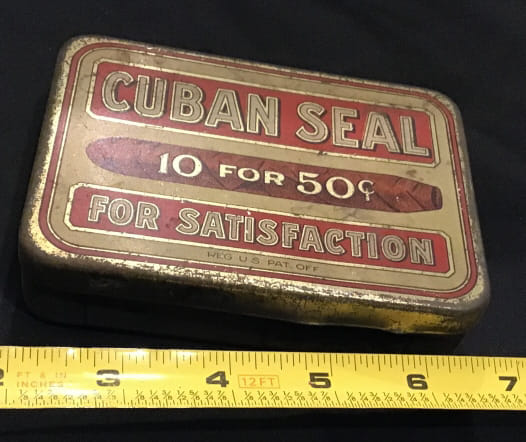 CUBAN SEAL
10 FOR 50¢
FOR SATISFACTION
REG U.S. PAT. OFF
FT & IN
INCHES
3 4 12FT 5 6 7